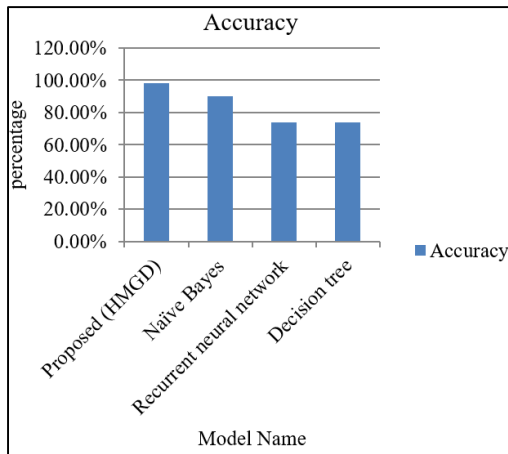 Accuracy
percentage
120.00%
100.00%
80.00%
60.00%
40.00%
20.00%
0.00%
Proposed (HMGD)
Naïve Bayes
Recurrent neural network
Decision tree
Accuracy
Model Name